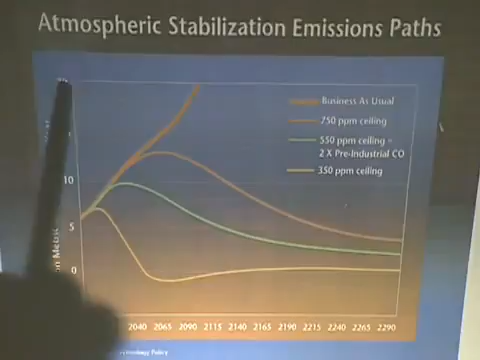 Atmospheric Stabilization Emissions Paths
Business As Usual
750 ppm ceiling
550 ppm ceiling =
2 X Pre-Industrial CO
350 ppm ceiling
10
5
0
2040 2065 2090 2115 2140 2165 2190 2215 2240 2265 2290
Policy